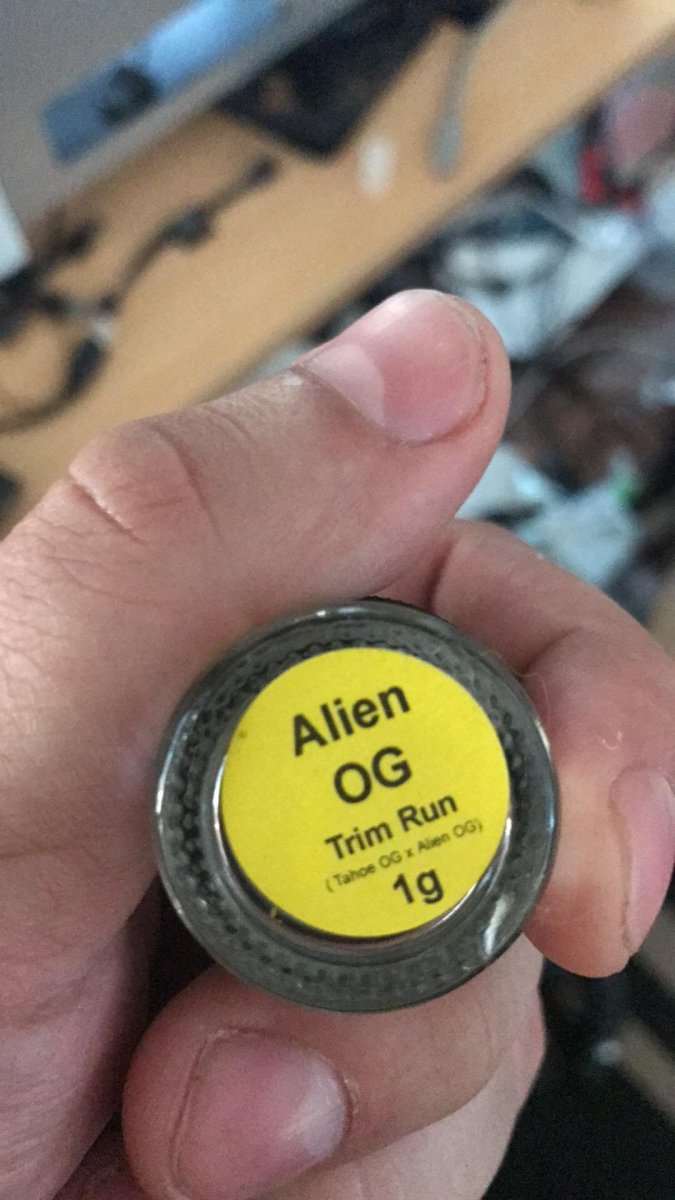 Alien
OG
Trim Run
( Tahoe OG x Alien OG)
1g